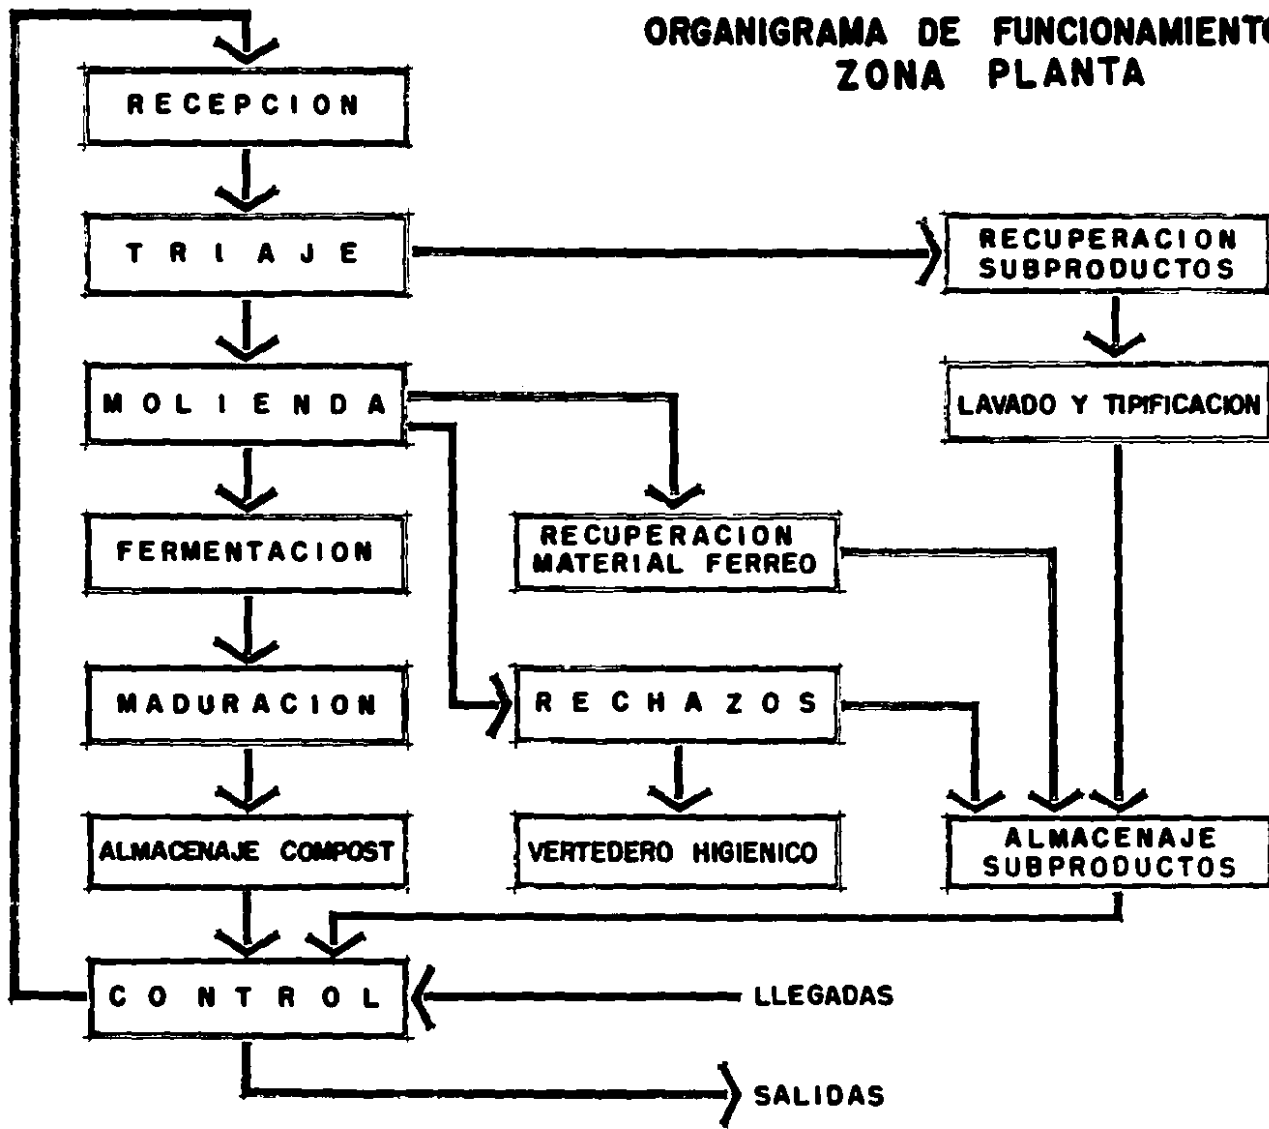 ORGANIGRAMA DE FUNCIONAMIENTO
ZONA PLANTA
RECEPCION
TRIAJE
RECUPERACION
SUBPRODUCTOS
MOLIENDA
LAVADO Y TIPIFICACION
FERMENTACION
RECUPERACION
MATERIAL FERREO
MADURACION
RECHAZOS
ALMACENAJE COMPOST
VERTEDERO HIGIENICO
ALMACENAJE
SUBPRODUCTOS
CONTROL
LLEGADAS
SALIDAS